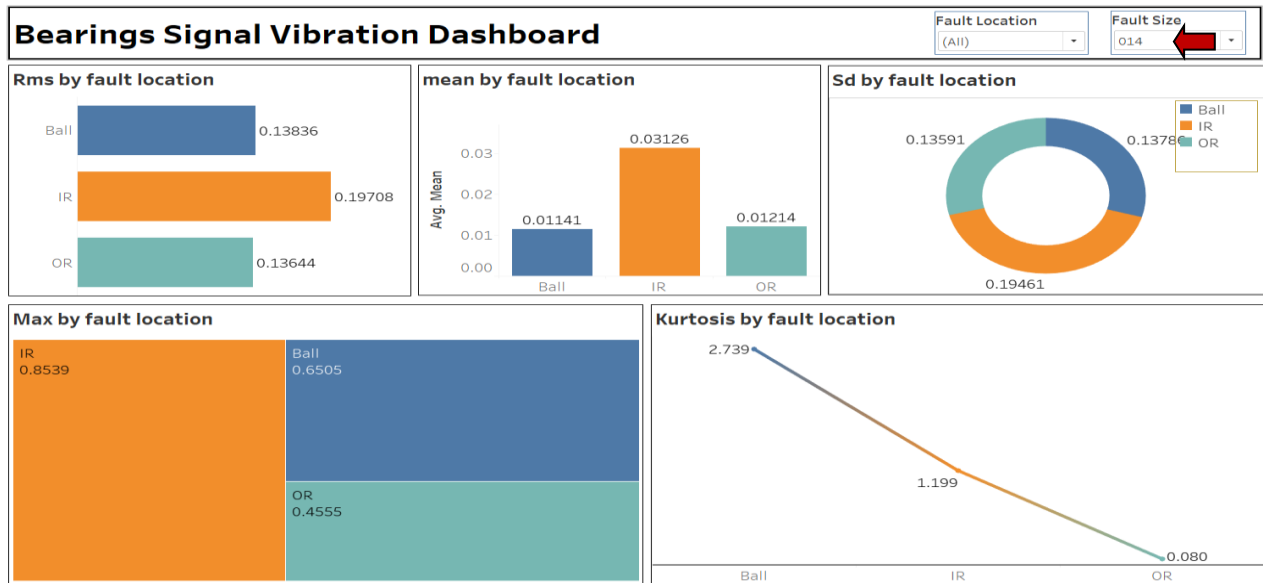 Bearings Signal Vibration Dashboard
Fault Location
(All)
Fault Size
014
Rms by fault location
Ball
0.13836
IR
0.19708
OR
0.13644
mean by fault location
Avg. Mean
0.03
0.02
0.01
0.00
0.01141
0.03126
0.01214
Ball
IR
OR
Sd by fault location
Ball
IR
OR
0.13591
0.19461
Max by fault location
IR
0.8539
Ball
0.6505
OR
0.4555
Kurtosis by fault location
2.739
1.199
0.080
Ball
IR
OR